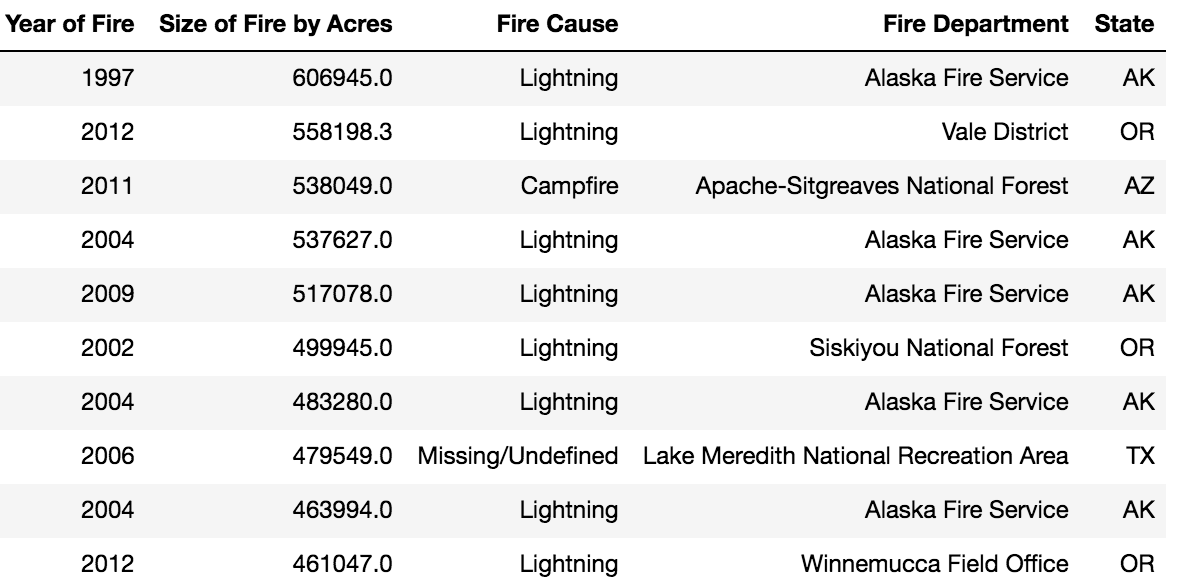 Year of Fire Size of Fire by Acres Fire Cause Fire Department State
1997 606945.0 Lightning Alaska Fire Service AK
2012 558198.3 Lightning Vale District OR
2011 538049.0 Campfire Apache-Sitgreaves National Forest AZ
2004 537627.0 Lightning Alaska Fire Service AK
2009 517078.0 Lightning Alaska Fire Service AK
2002 499945.0 Lightning Siskiyou National Forest OR
2004 483280.0 Lightning Alaska Fire Service AK
2006 479549.0 Missing/Undefined Lake Meredith National Recreation Area TX
2004 463994.0 Lightning Alaska Fire Service AK
2012 461047.0 Lightning Winnemucca Field Office OR